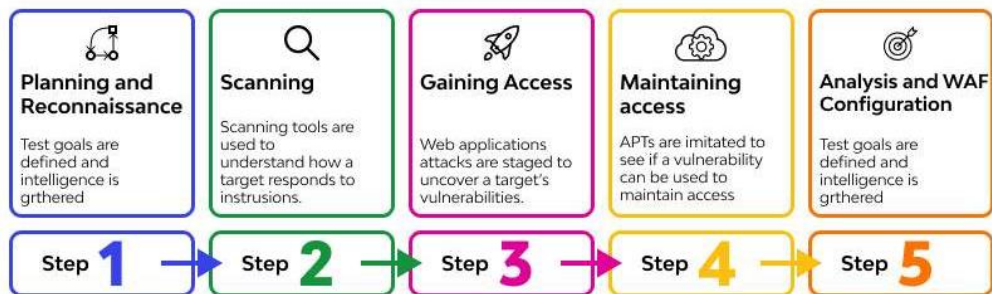 Planning and
Reconnaissance
Test goals are
defined and
intelligence is
grthered
Scanning
Scanning tools are
used to
understand how a
target responds to
instrusions.
Gaining Access
Web applications
attacks are staged to
uncover a target's
vulnerabilities.
Maintaining
access
APTs are imitated to
see if a vulnerability
can be used to
maintain access
Analysis and WAF
Configuration
Test goals are
defined and
intelligence is
grthered
Step 1
Step 2
Step 3
Step 4
Step 5